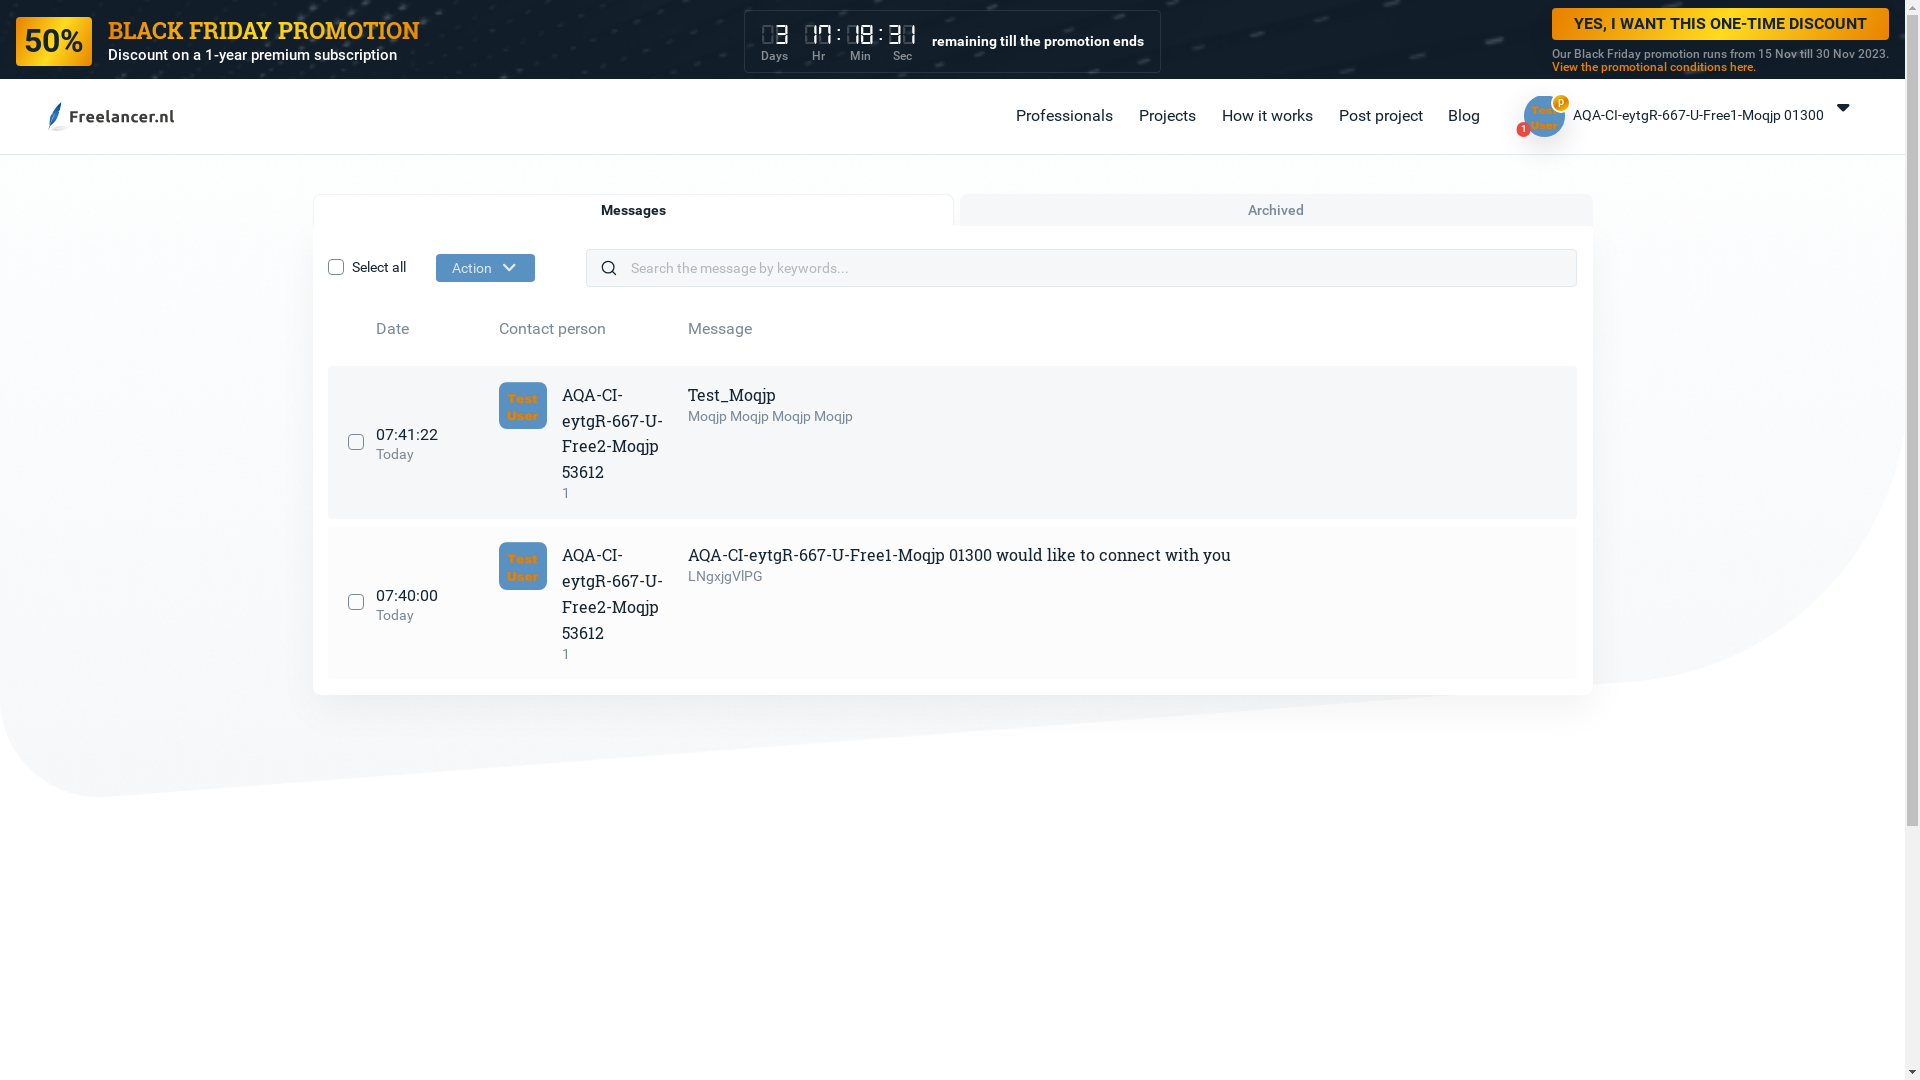 50%
BLACK FRIDAY PROMOTION
Discount on a 1-year premium subscription
3 17 : 18 : 31
Days Hr Min Sec
remaining till the promotion ends
YES, I WANT THIS ONE-TIME DISCOUNT
Our Black Friday promotion runs from 15 Nov till 30 Nov 2023.
View the promotional conditions here.
Freelancer.nl
Professionals
Projects
How it works
Post project
Blog
Test
User
p
1
AQA-CI-eytgR-667-U-Free1-Moqjp 01300
Messages
Archived
Select all
Action
Search the message by keywords...
Date
Contact person
Message
07:41:22
Today
Test
User
AQA-CI-
eytgR-667-U-
Free2-Moqjp
53612
1
Test_Moqjp
Moqjp Moqjp Moqjp Moqjp
07:40:00
Today
Test
User
AQA-CI-
eytgR-667-U-
Free2-Moqjp
53612
1
AQA-CI-eytgR-667-U-Free1-Moqjp 01300 would like to connect with you
LNgxjgVlPG